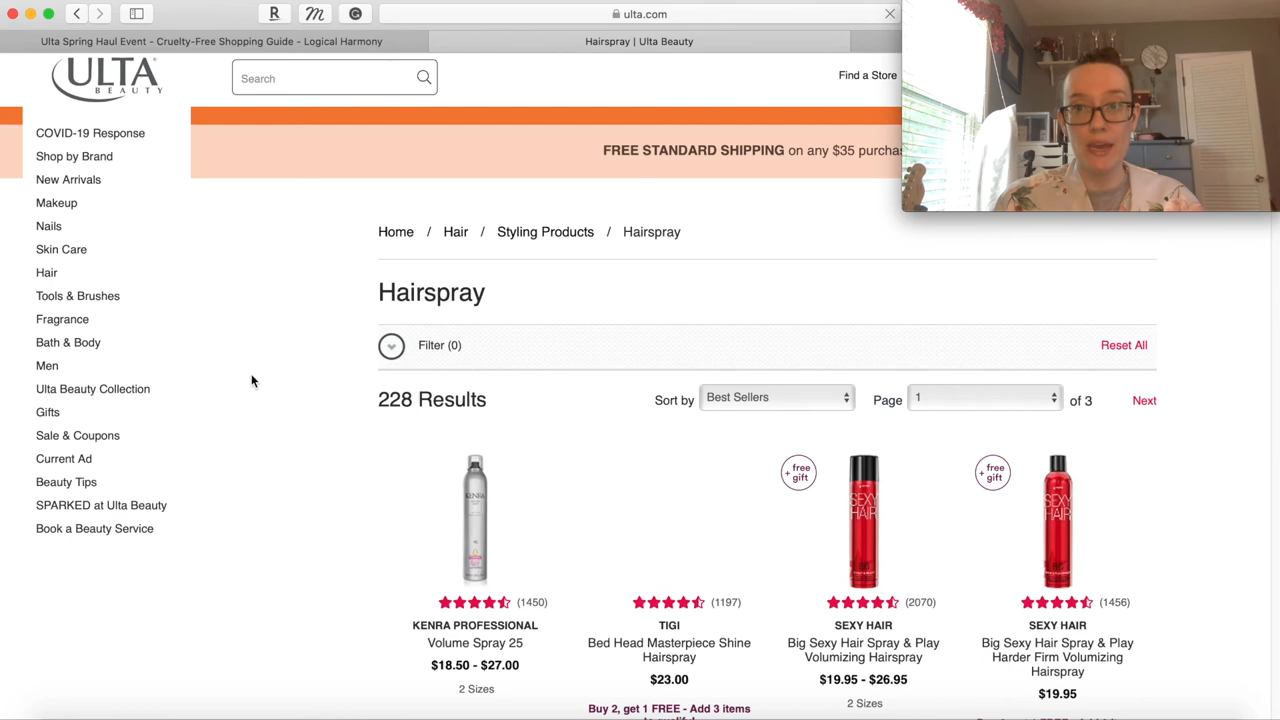 ulta.com
Ulta Spring Haul Event - Cruelty-Free Shopping Guide - Logical Harmony
Hairspray | Ulta Beauty
ULTA
BEAUTY
Search
Find a Store
COVID-19 Response
Shop by Brand
New Arrivals
Makeup
Nails
Skin Care
Hair
Tools & Brushes
Fragrance
Bath & Body
Men
Ulta Beauty Collection
Gifts
Sale & Coupons
Current Ad
Beauty Tips
SPARKED at Ulta Beauty
Book a Beauty Service
FREE STANDARD SHIPPING on any $35 purcha
Home / Hair / Styling Products / Hairspray
Hairspray
Filter (0)
Reset All
228 Results
Sort by Best Sellers
Page 1 of 3
Next
KENRA
(1450)
KENRA PROFESSIONAL
Volume Spray 25
$18.50 - $27.00
2 Sizes
(1197)
TIGI
Bed Head Masterpiece Shine
Hairspray
$23.00
Buy 2, get 1 FREE - Add 3 items
+ free
gift
SEXY
HAIR
(2070)
SEXY HAIR
Big Sexy Hair Spray & Play
Volumizing Hairspray
$19.95 - $26.95
2 Sizes
+ free
gift
SEXY
HAIR
(1456)
SEXY HAIR
Big Sexy Hair Spray & Play
Harder Firm Volumizing
Hairspray
$19.95